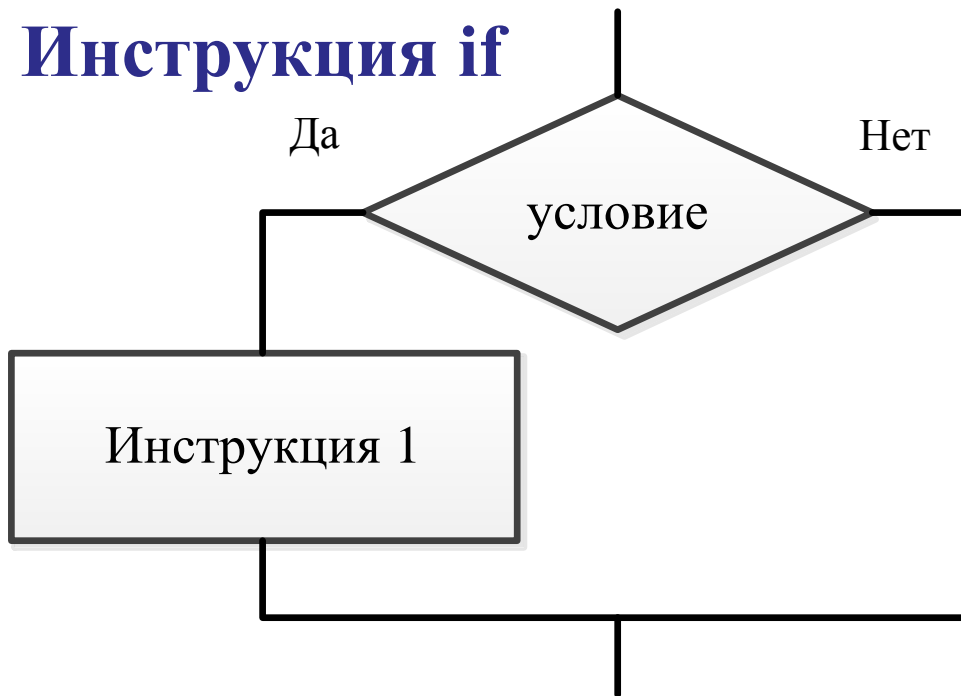 Инструкция if
Да
Нет
условие
Инструкция 1